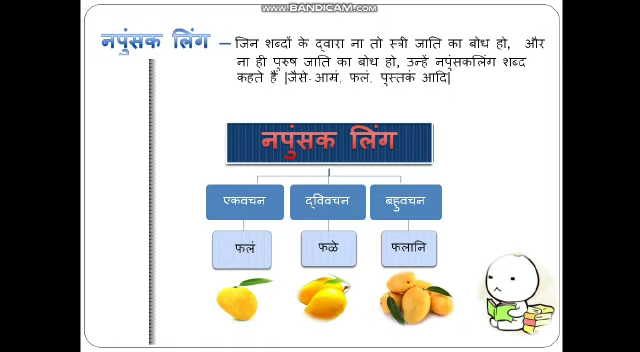 www.BANDICAM.com
नपुंसक लिंग – जिन शब्दों के द्वारा ना तो स्त्री जाति का बोध हो, और
ना ही पुरुष जाति का बोध हो, उन्हें नपुंसकलिंग शब्द
कहते हैं |जैसे- आमं. फलं. पुस्तकं आदि|
नपुंसक लिंग
एकवचन द्विवचन बहुवचन
फलं फळे फलानि